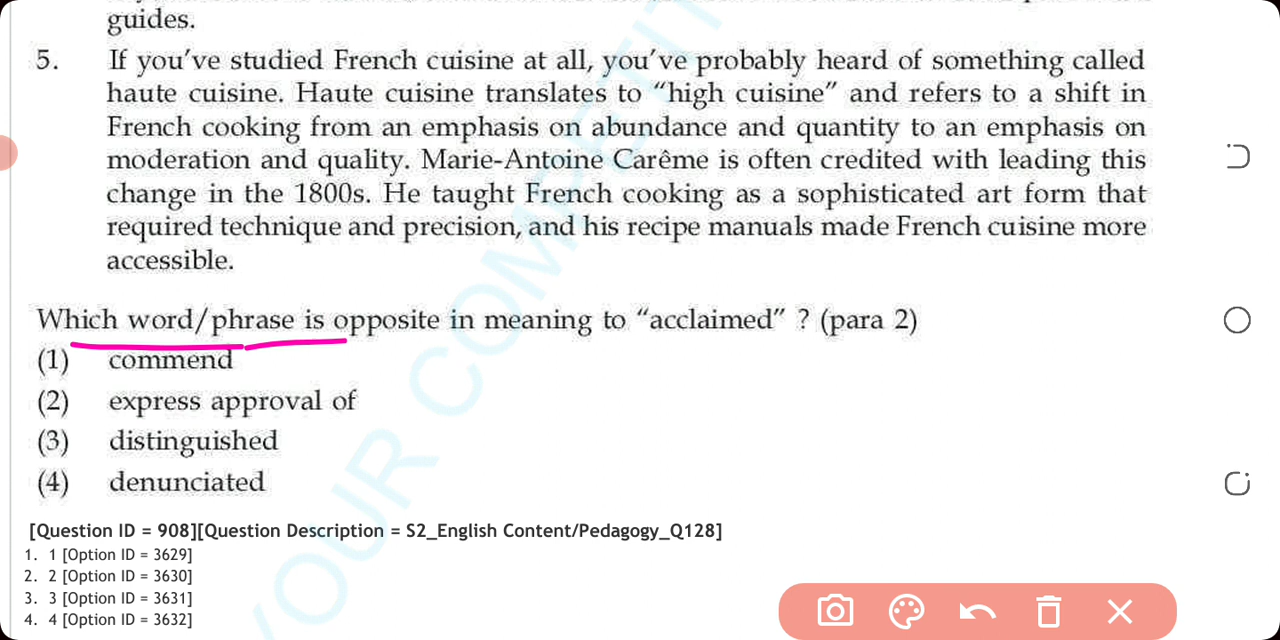 guides.
5. If you've studied French cuisine at all, you've probably heard of something called
haute cuisine. Haute cuisine translates to “high cuisine” and refers to a shift in
French cooking from an emphasis on abundance and quantity to an emphasis on
moderation and quality. Marie-Antoine Carême is often credited with leading this
change in the 1800s. He taught French cooking as a sophisticated art form that
required technique and precision, and his recipe manuals made French cuisine more
accessible.
Which word/phrase is opposite in meaning to “acclaimed” ? (para 2)
(1) commend
(2) express approval of
(3) distinguished
(4) denunciated
[Question ID = 908][Question Description = S2_English Content/Pedagogy_Q128]
1. 1 [Option ID = 3629]
2. 2 [Option ID = 3630]
3. 3 [Option ID = 3631]
4. 4 [Option ID = 3632]
YOUR COMPETITI